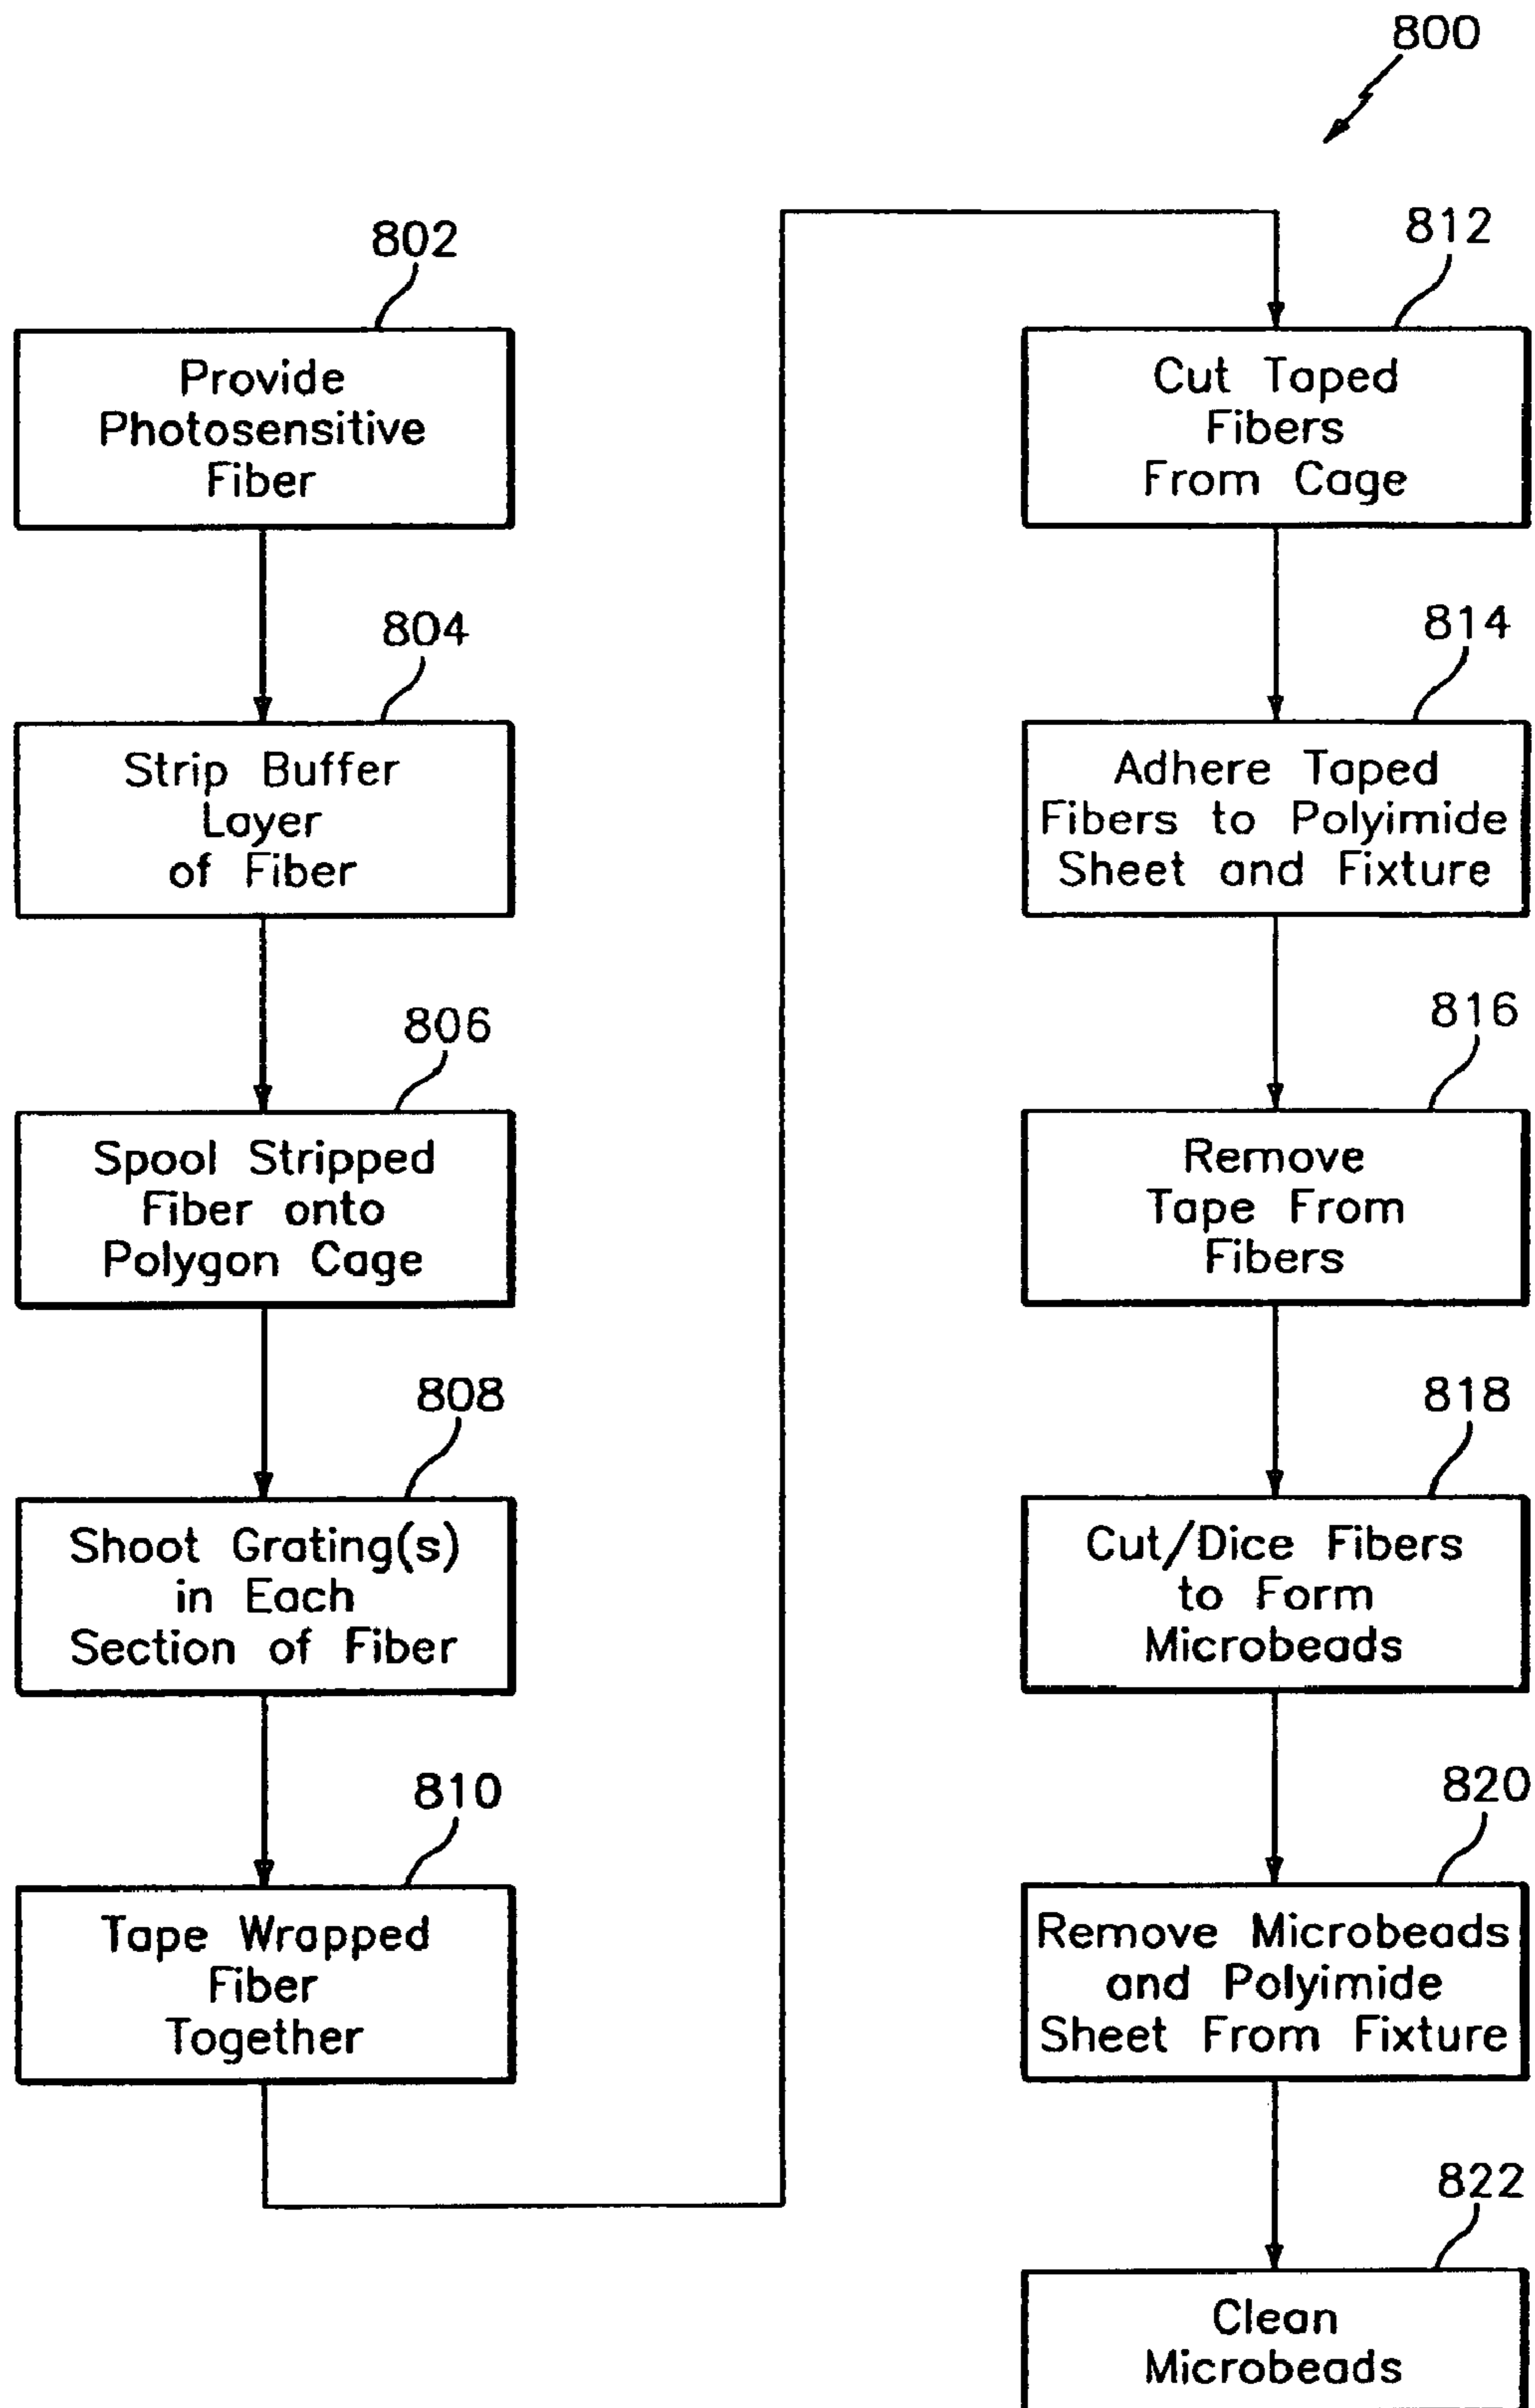 800
802
Provide
Photosensitive
Fiber
804
Strip Buffer
Layer
of Fiber
806
Spool Stripped
Fiber onto
Polygon Cage
808
Shoot Grating(s)
in Each
Section of Fiber
810
Tape Wrapped
Fiber
Together
812
Cut Taped
Fibers
From Cage
814
Adhere Taped
Fibers to Polyimide
Sheet and Fixture
816
Remove
Tape From
Fibers
818
Cut/Dice Fibers
to Form
Microbeads
820
Remove Microbeads
and Polyimide
Sheet From Fixture
822
Clean
Microbeads